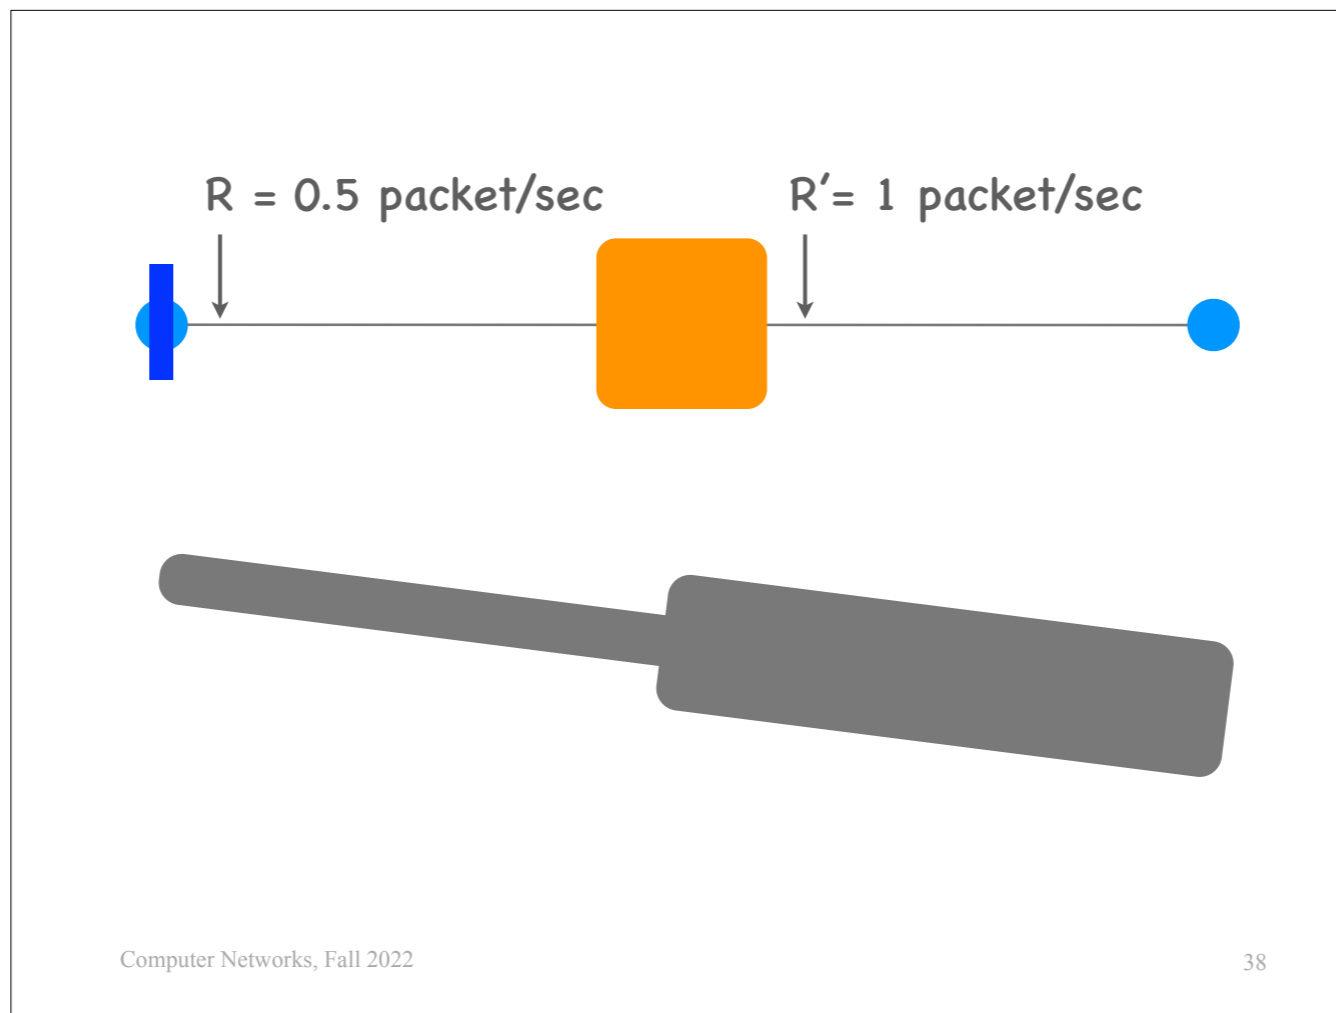 R = 0.5 packet/sec
R′= 1 packet/sec
Computer Networks, Fall 2022
38